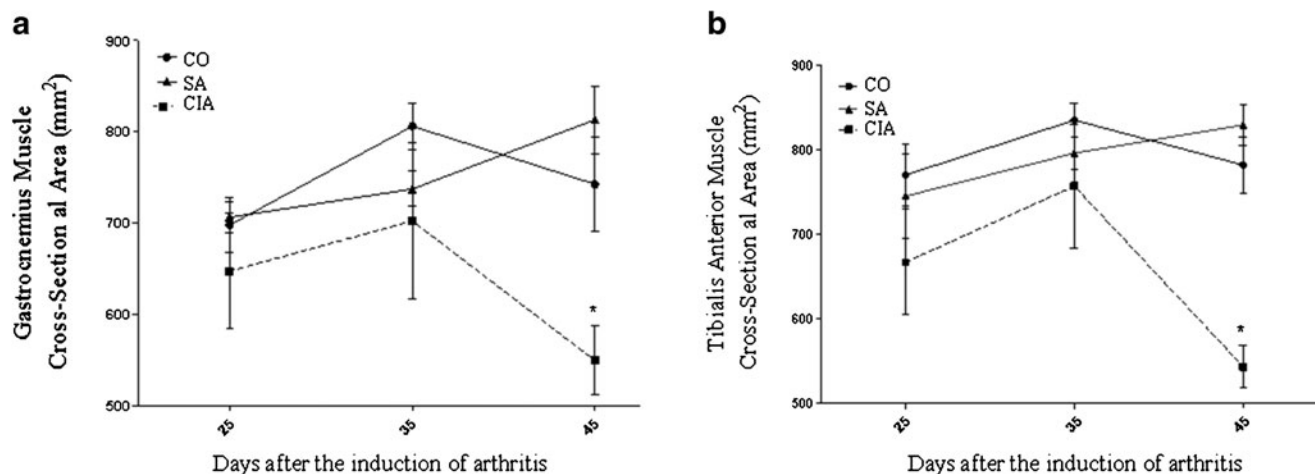 a
Gastrocnemius Muscle
Cross-Section al Area (mm²)
900
800
700
600
500
CO
SA
CIA
*
25
35
45
Days after the induction of arthritis
b
Tibialis Anterior Muscle
Cross-Section al Area (mm²)
900
800
700
600
500
CO
SA
CIA
*
25
35
45
Days after the induction of arthritis